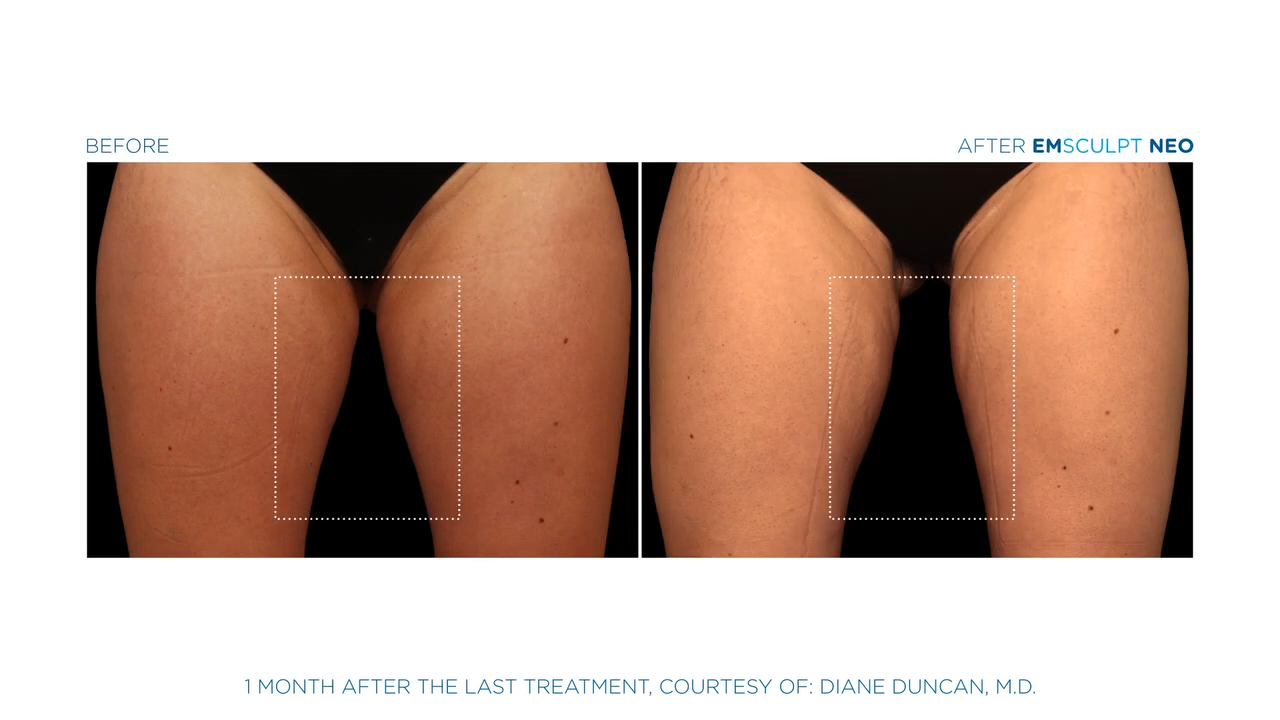 BEFORE
AFTER EMSCULPT NEO
1 MONTH AFTER THE LAST TREATMENT, COURTESY OF: DIANE DUNCAN, M.D.